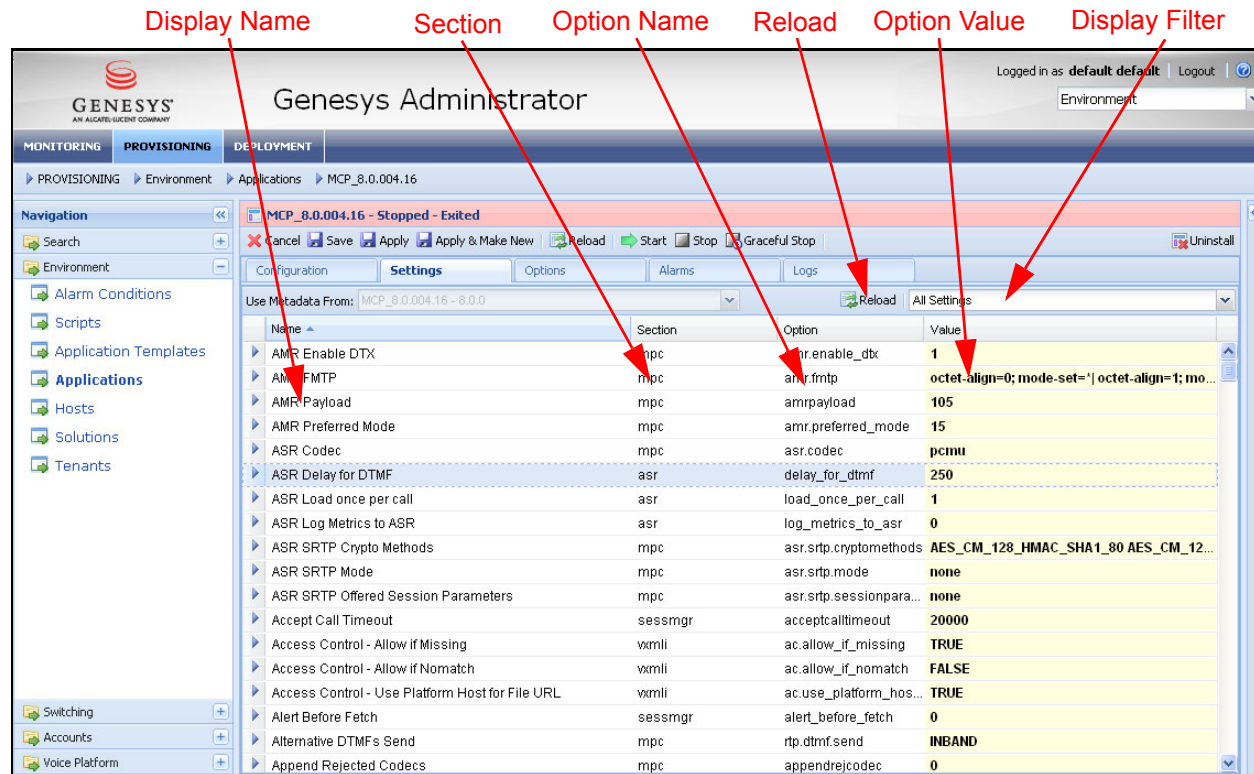 Display Name Section Option Name Reload Option Value Display Filter
GENESYS
AN ALCATEL-LUCENT COMPANY
Genesys Administrator
Logged in as default default | Logout
Environment
MONITORING PROVISIONING DEPLOYMENT
PROVISIONING Environment Applications MCP_8.0.004.16
Navigation
Search
Environment
Alarm Conditions
Scripts
Application Templates
Applications
Hosts
Solutions
Tenants
Switching
Accounts
Voice Platform
MCP_8.0.004.16 - Stopped - Exited
Cancel Save Apply Apply & Make New Reload Start Stop Graceful Stop Uninstall
Configuration Settings Options Alarms Logs
Use Metadata From: MCP_8.0.004.16 - 8.0.0 Reload All Settings
Name Section Option Value
AMR Enable DTX mpc amr.enable_dtx 1
AMR FMTP mpc amr.fmtp octet-align=0; mode-set=*| octet-align=1; mo...
AMR Payload mpc amrpayload 105
AMR Preferred Mode mpc amr.preferred_mode 15
ASR Codec mpc asr.codec pcmu
ASR Delay for DTMF asr delay_for_dtmf 250
ASR Load once per call asr load_once_per_call 1
ASR Log Metrics to ASR asr log_metrics_to_asr 0
ASR SRTP Crypto Methods mpc asr.srtp.cryptomethods AES_CM_128_HMAC_SHA1_80 AES_CM_12...
ASR SRTP Mode mpc asr.srtp.mode none
ASR SRTP Offered Session Parameters mpc asr.srtp.sessionpara... none
Accept Call Timeout sessmgr acceptcalltimeout 20000
Access Control - Allow if Missing vxmli ac.allow_if_missing TRUE
Access Control - Allow if Nomatch vxmli ac.allow_if_nomatch FALSE
Access Control - Use Platform Host for File URL vxmli ac.use_platform_hos... TRUE
Alert Before Fetch sessmgr alert_before_fetch 0
Alternative DTMFs Send mpc rtp.dtmf.send INBAND
Append Rejected Codecs mpc appendrejcodec 0